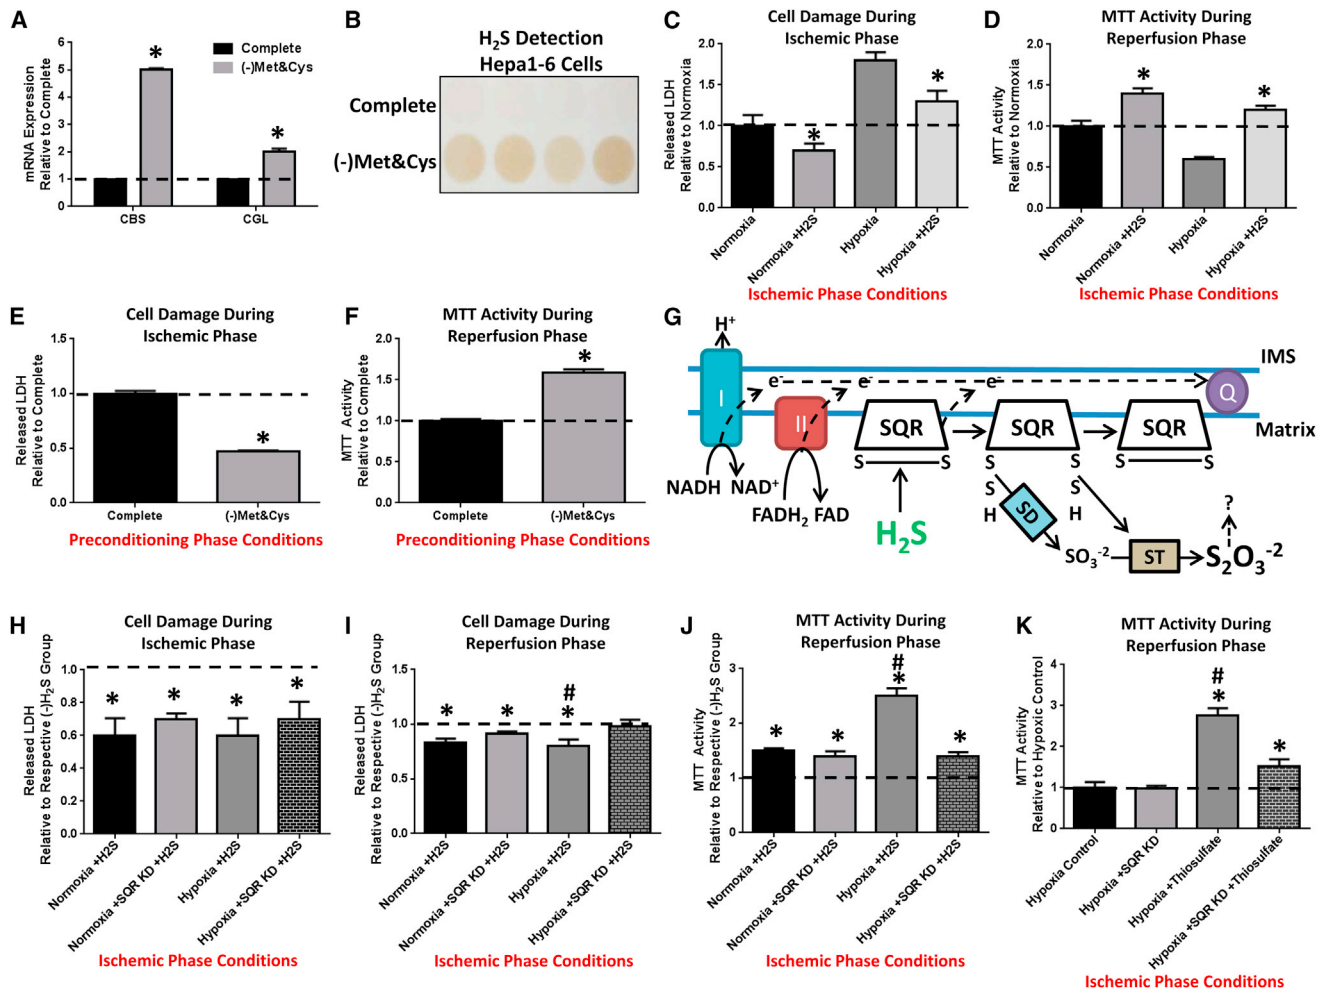 A
mRNA Expression
Relative to Complete
6
5
4
3
2
1
0
Complete
(-)Met&Cys
*
*
CBS
CGL
B
H₂S Detection
Hepa1-6 Cells
Complete
(-)Met&Cys
C
Cell Damage During
Ischemic Phase
Released LDH
Relative to Normoxia
2.0
1.5
1.0
0.5
0.0
*
*
Normoxia
Normoxia +H2S
Hypoxia
Hypoxia +H2S
Ischemic Phase Conditions
D
MTT Activity During
Reperfusion Phase
MTT Activity
Relative to Normoxia
2.0
1.5
1.0
0.5
0.0
*
*
Normoxia
Normoxia +H2S
Hypoxia
Hypoxia +H2S
Ischemic Phase Conditions
E
Cell Damage During
Ischemic Phase
Released LDH
Relative to Complete
1.5
1.0
0.5
0.0
*
Complete
(-)Met&Cys
Preconditioning Phase Conditions
F
MTT Activity During
Reperfusion Phase
MTT Activity
Relative to Complete
2.0
1.5
1.0
0.5
0.0
*
Complete
(-)Met&Cys
Preconditioning Phase Conditions
G
H⁺
IMS
e⁻ e⁻ e⁻
I
II
Q
Matrix
SQR SQR SQR
S S S S S S
NADH NAD⁺
FADH₂ FAD
H₂S
S
H
S
H
SD
SO₃⁻²
ST
S₂O₃⁻²
?
H
Cell Damage During
Ischemic Phase
Released LDH
Relative to Respective (-)H₂S Group
1.0
0.8
0.6
0.4
0.2
0.0
* * * *
Normoxia +H2S
Normoxia +SQR KD +H2S
Hypoxia +H2S
Hypoxia +SQR KD +H2S
Ischemic Phase Conditions
I
Cell Damage During
Reperfusion Phase
Released LDH
Relative to Respective (-)H₂S Group
1.5
1.0
0.5
0.0
#
* * *
Normoxia +H2S
Normoxia +SQR KD +H2S
Hypoxia +H2S
Hypoxia +SQR KD +H2S
J
MTT Activity During
Reperfusion Phase
MTT Activity
Relative to Respective (-)H₂S Group
3
2
1
0
#
* * * *
Normoxia +H2S
Normoxia +SQR KD +H2S
Hypoxia +H2S
Hypoxia +SQR KD +H2S
Ischemic Phase Conditions
K
MTT Activity During
Reperfusion Phase
MTT Activity
Relative to Hypoxic Control
4
3
2
1
0
#
* *
Hypoxia Control
Hypoxia +SQR KD
Hypoxia +Thiosulfate
Hypoxia +SQR KD +Thiosulfate
Ischemic Phase Conditions